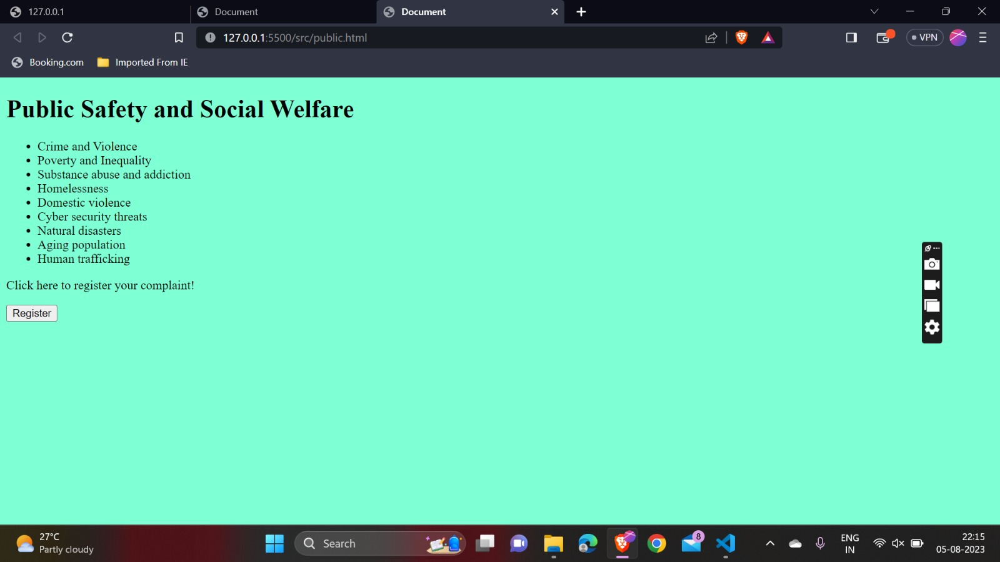 127.0.0.1
Document
Document
127.0.0.1:5500/src/public.html
VPN
Booking.com
Imported From IE
Public Safety and Social Welfare
Crime and Violence
Poverty and Inequality
Substance abuse and addiction
Homelessness
Domestic violence
Cyber security threats
Natural disasters
Aging population
Human trafficking
Click here to register your complaint!
Register
27°C
Partly cloudy
Search
8
ENG
IN
22:15
05-08-2023